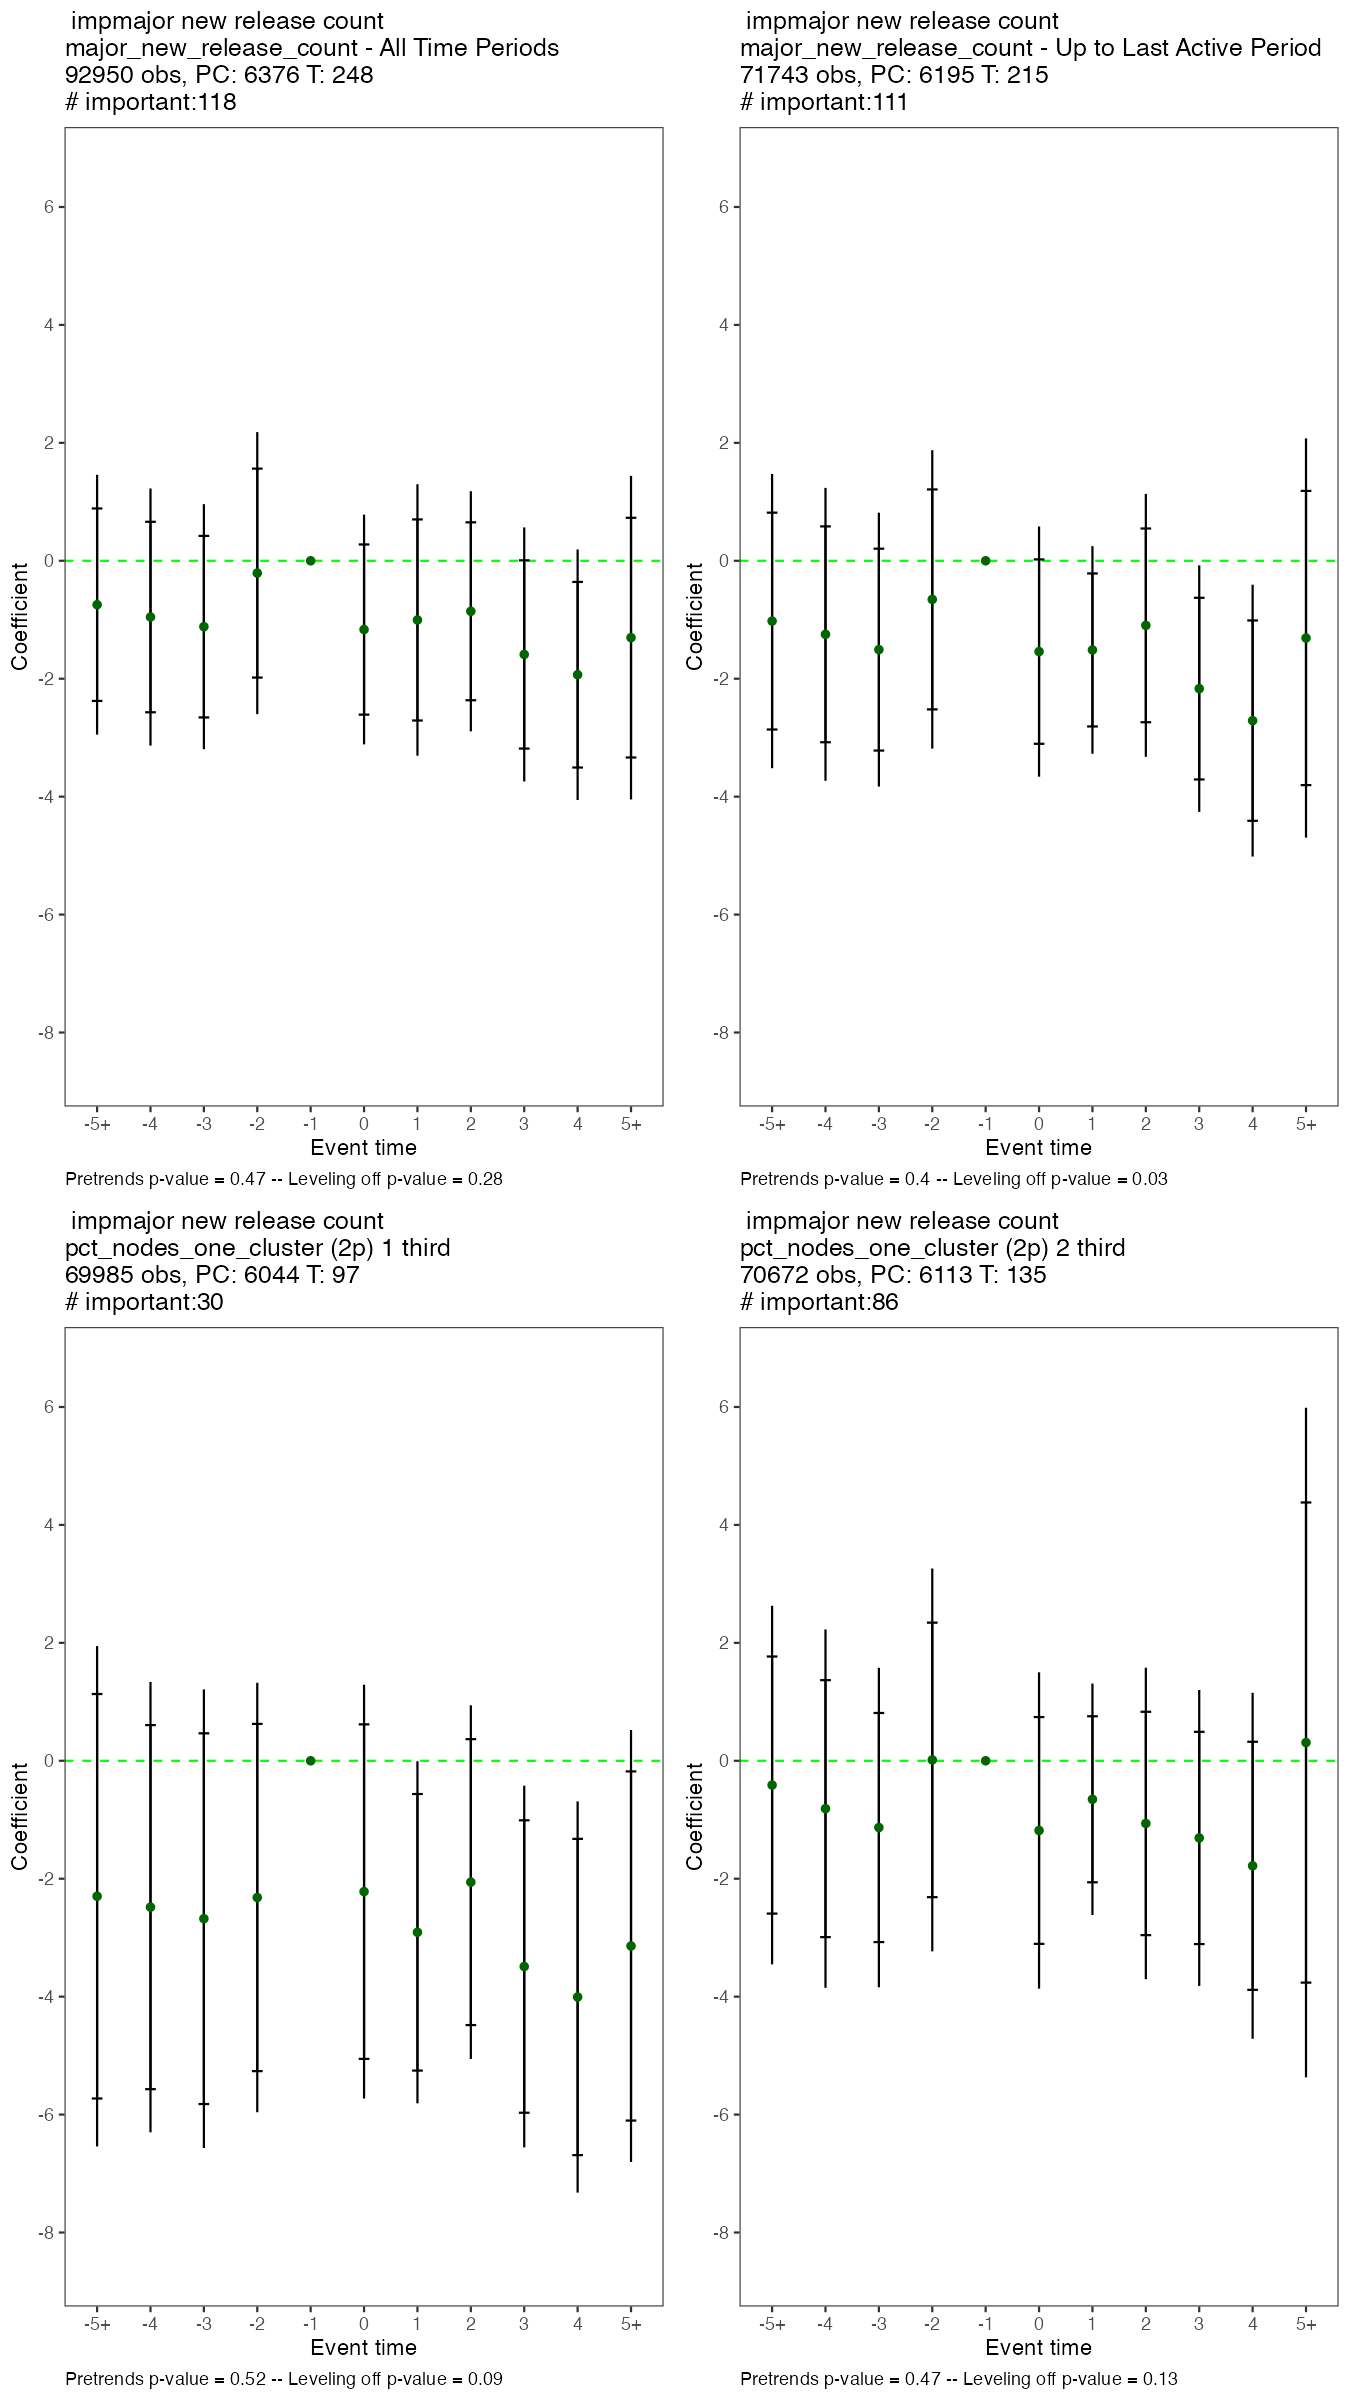 impmajor new release count
major_new_release_count - All Time Periods
92950 obs, PC: 6376 T: 248
# important:118
6
4
2
0
-2
-4
-6
-8
Coefficient
-5+ -4 -3 -2 -1 0 1 2 3 4 5+
Event time
Pretrends p-value = 0.47 -- Leveling off p-value = 0.28
impmajor new release count
major_new_release_count - Up to Last Active Period
71743 obs, PC: 6195 T: 215
# important:111
6
4
2
0
-2
-4
-6
-8
Coefficient
-5+ -4 -3 -2 -1 0 1 2 3 4 5+
Event time
Pretrends p-value = 0.4 -- Leveling off p-value = 0.03
impmajor new release count
pct_nodes_one_cluster (2p) 1 third
69985 obs, PC: 6044 T: 97
# important:30
6
4
2
0
-2
-4
-6
-8
Coefficient
-5+ -4 -3 -2 -1 0 1 2 3 4 5+
Event time
Pretrends p-value = 0.52 -- Leveling off p-value = 0.09
impmajor new release count
pct_nodes_one_cluster (2p) 2 third
70672 obs, PC: 6113 T: 135
# important:86
6
4
2
0
-2
-4
-6
-8
Coefficient
-5+ -4 -3 -2 -1 0 1 2 3 4 5+
Event time
Pretrends p-value = 0.47 -- Leveling off p-value = 0.13